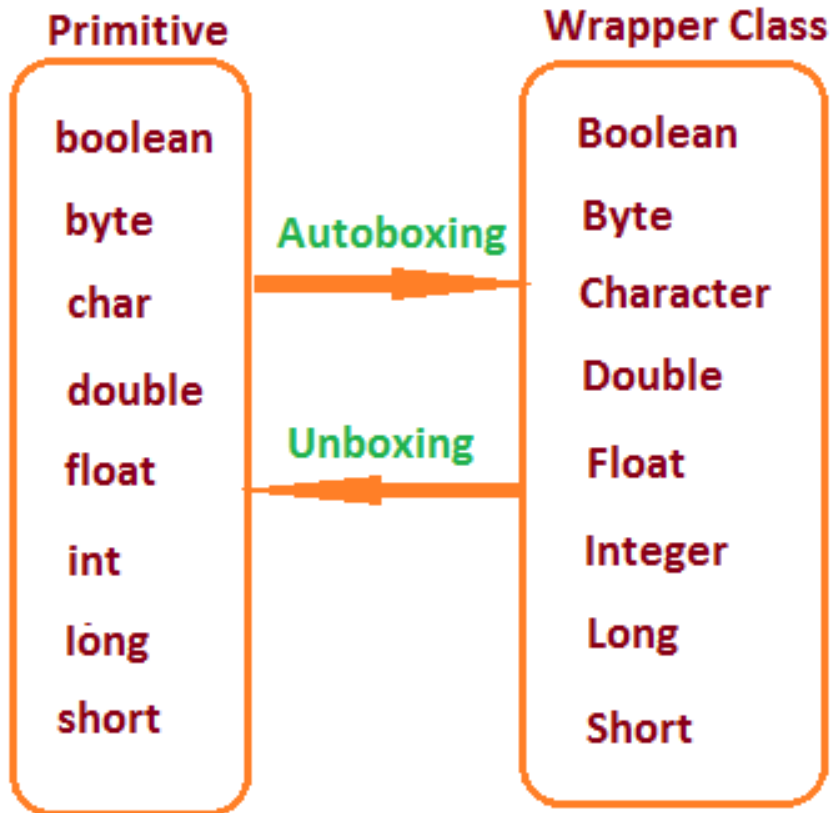 Primitive
boolean
byte
char
double
float
int
long
short
Autoboxing
Unboxing
Wrapper Class
Boolean
Byte
Character
Double
Float
Integer
Long
Short